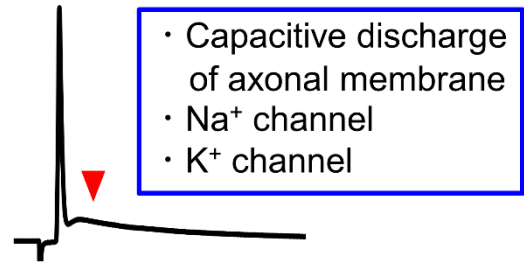 ・Capacitive discharge
of axonal membrane
・Na⁺ channel
・K⁺ channel